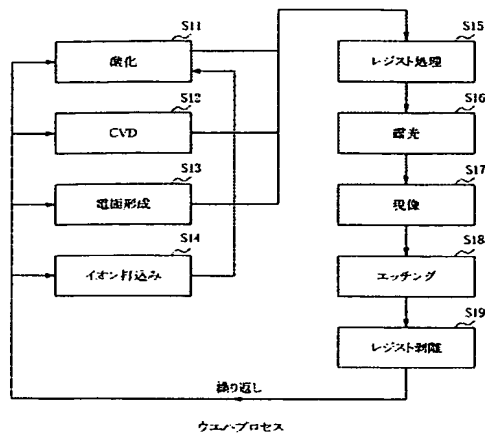 S11
酸化
S12
CVD
S13
電極形成
S14
イオン打込み
S15
レジスト処理
S16
露光
S17
現像
S18
エッチング
S19
レジスト剥離
繰り返し
ウエハプロセス